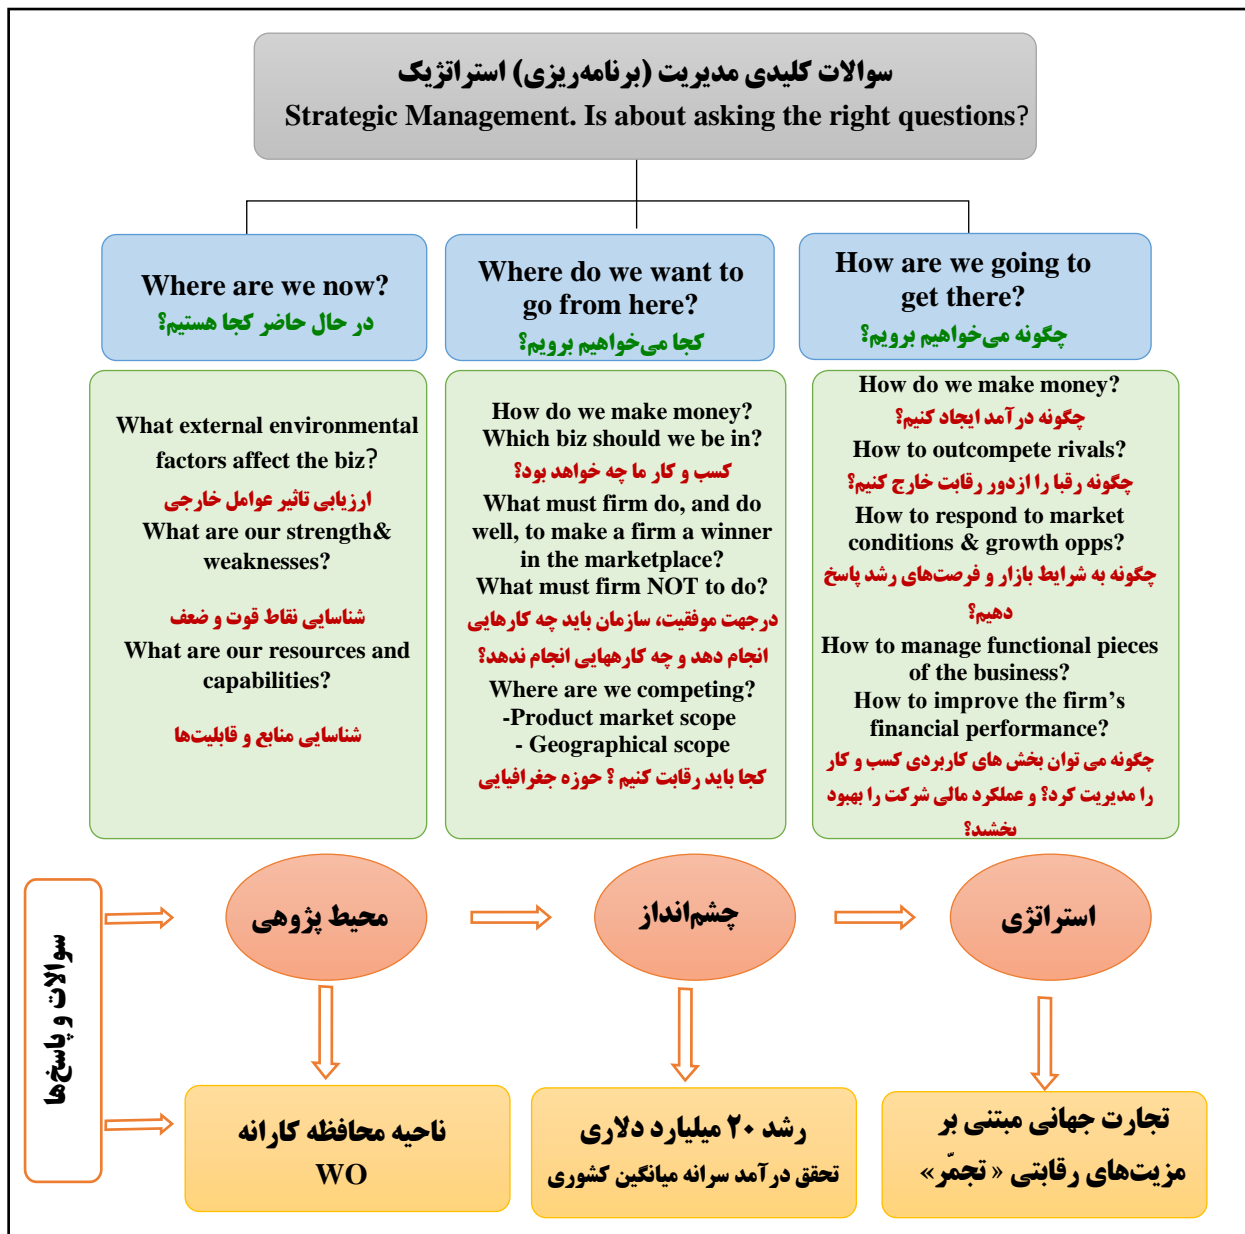 سوالات کلیدی مدیریت (برنامه‌ریزی) استراتژیک
Strategic Management. Is about asking the right questions?
Where are we now?
در حال حاضر کجا هستیم؟
Where do we want to
go from here?
کجا می‌خواهیم برویم؟
How are we going to
get there?
چگونه می‌خواهیم برویم؟
What external environmental
factors affect the biz?
ارزیابی تاثیر عوامل خارجی
What are our strength&
weaknesses?
شناسایی نقاط قوت و ضعف
What are our resources and
capabilities?
شناسایی منابع و قابلیت‌ها
How do we make money?
Which biz should we be in?
کسب و کار ما چه خواهد بود؟
What must firm do, and do
well, to make a firm a winner
in the marketplace?
What must firm NOT to do?
درجهت موفقیت، سازمان باید چه کارهایی
انجام دهد و چه کارههایی انجام ندهد؟
Where are we competing?
-Product market scope
- Geographical scope
کجا باید رقابت کنیم ؟ حوزه جغرافیایی
How do we make money?
چگونه درآمد ایجاد کنیم؟
How to outcompete rivals?
چگونه رقبا را ازدور رقابت خارج کنیم؟
How to respond to market
conditions & growth opps?
چگونه به شرایط بازار و فرصت‌های رشد پاسخ
دهیم؟
How to manage functional pieces
of the business?
How to improve the firm’s
financial performance?
چگونه می توان بخش های کاربردی کسب و کار
را مدیریت کرد؟ و عملکرد مالی شرکت را بهبود
بخشید؟
سوالات و پاسخ‌ها
محیط پژوهی
چشم‌انداز
استراتژی
ناحیه محافظه کارانه
WO
رشد ۲۰ میلیارد دلاری
تحقق درآمد سرانه میانگین کشوری
تجارت جهانی مبتنی بر
مزیت‌های رقابتی « تجمّر»